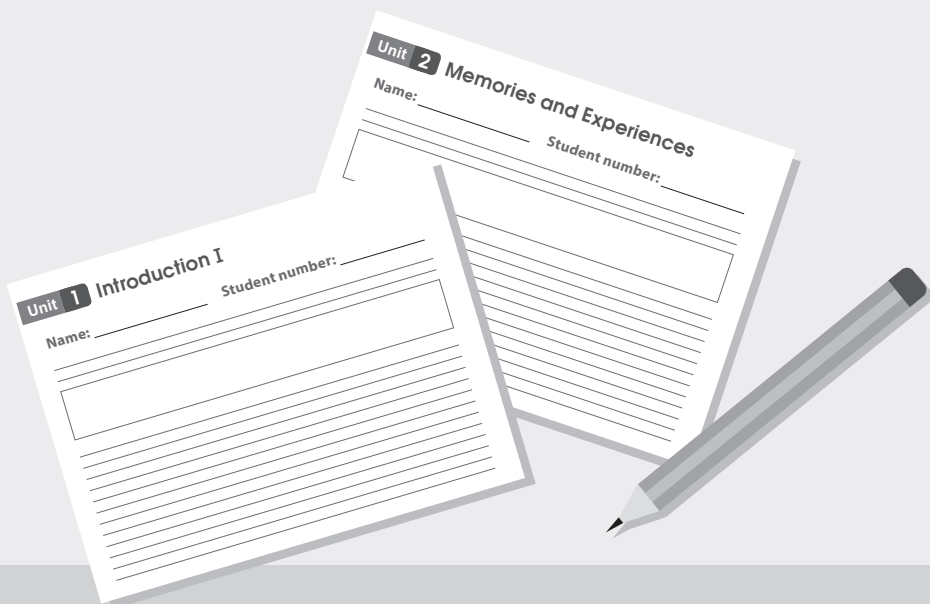 Unit 2 Memories and Experiences
Name: Student number:
Unit 1 Introduction I
Name: Student number: